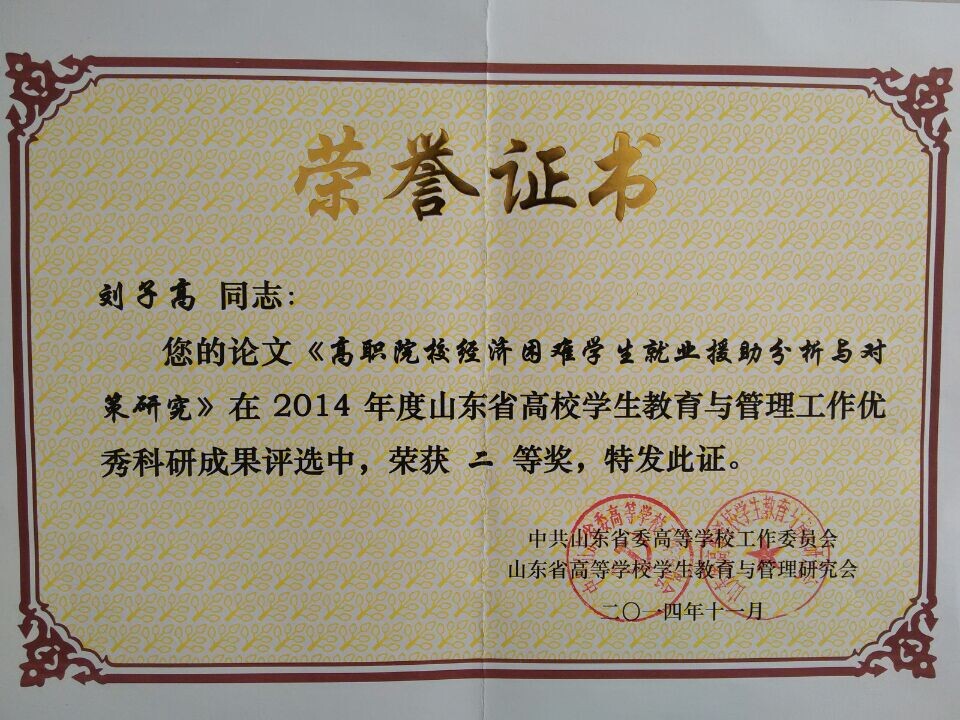 荣誉证书
刘子高 同志:
您的论文《高职院校经济困难学生就业援助分析与对
策研究》在 2014 年度山东省高校学生教育与管理工作优
秀科研成果评选中，荣获 二 等奖，特发此证。
中共山东省委高等学校工作委员会
山东省高等学校学生教育与管理研究会
二〇一四年十一月